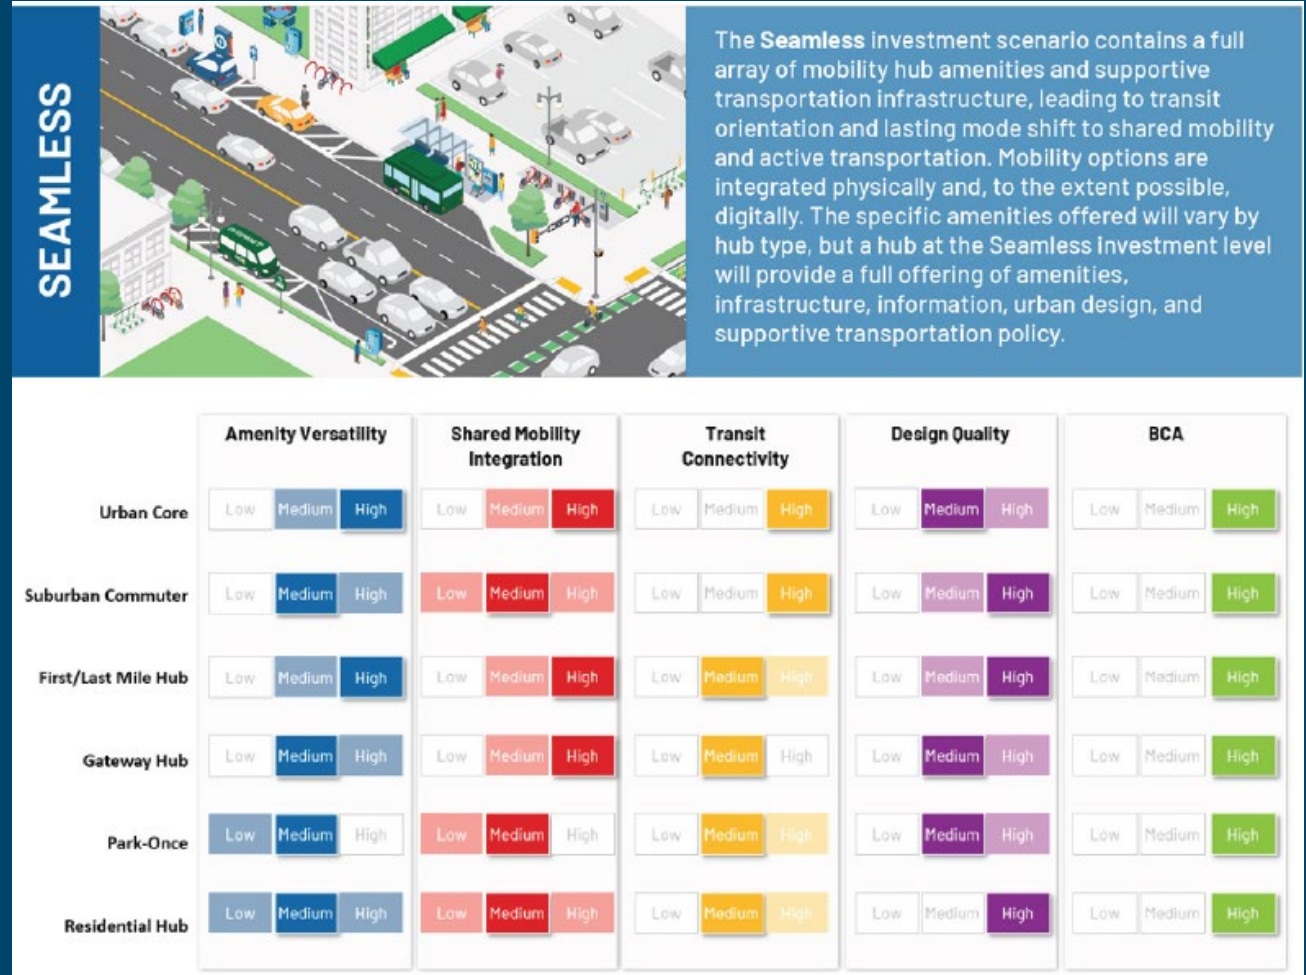 SEAMLESS
The Seamless investment scenario contains a full
array of mobility hub amenities and supportive
transportation infrastructure, leading to transit
orientation and lasting mode shift to shared mobility
and active transportation. Mobility options are
integrated physically and, to the extent possible,
digitally. The specific amenities offered will vary by
hub type, but a hub at the Seamless investment level
will provide a full offering of amenities,
infrastructure, information, urban design, and
supportive transportation policy.
Amenity Versatility
Shared Mobility
Integration
Transit
Connectivity
Design Quality
BCA
Urban Core
Low Medium High
Low Medium High
Low Medium High
Low Medium High
Low Medium High
Suburban Commuter
Low Medium High
Low Medium High
Low Medium High
Low Medium High
Low Medium High
First/Last Mile Hub
Low Medium High
Low Medium High
Low Medium High
Low Medium High
Low Medium High
Gateway Hub
Low Medium High
Low Medium High
Low Medium High
Low Medium High
Low Medium High
Park-Once
Low Medium High
Low Medium High
Low Medium High
Low Medium High
Low Medium High
Residential Hub
Low Medium High
Low Medium High
Low Medium High
Low Medium High
Low Medium High